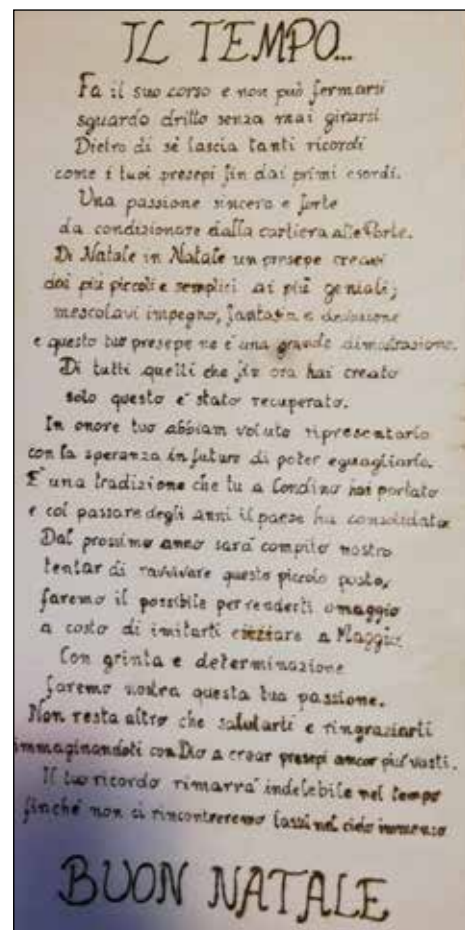 IL TEMPO...
Fa il suo corso e non può fermarsi
sguardo dritto senza mai girarsi
Dietro di sè lascia tanti ricordi
come i tuoi presepi fin dai primi esordi.
Una passione sincera e forte
da condizionare dalla cartiera alle Porte.
Di Natale in Natale un presepe creavi
dai più piccoli e semplici ai più geniali;
mescolavi impegno, fantasia e devozione
e questo tuo presepe ne è una grande dimostrazione.
Di tutti quelli che fin ora hai creato
solo questo è stato recuperato.
In onore tuo abbiam voluto ripresentarlo
con la speranza in futuro di poter eguagliarlo.
E' una tradizione che tu a Condino hai portato
e col passare degli anni il paese ha consolidato
Dal prossimo anno sarà compito nostro
tentar di ravvivare questo piccolo posto,
faremo il possibile per renderti omaggio
a costo di imitarti iniziare a Maggio.
Con grinta e determinazione
faremo nostra questa tua passione.
Non resta altro che salutarti e ringraziarti
immaginandoti con Dio a crear presepi ancor più vasti.
Il tuo ricordo rimarrà indelebile nel tempo
finchè non ci rincontreremo lassù nel cielo immenso
BUON NATALE